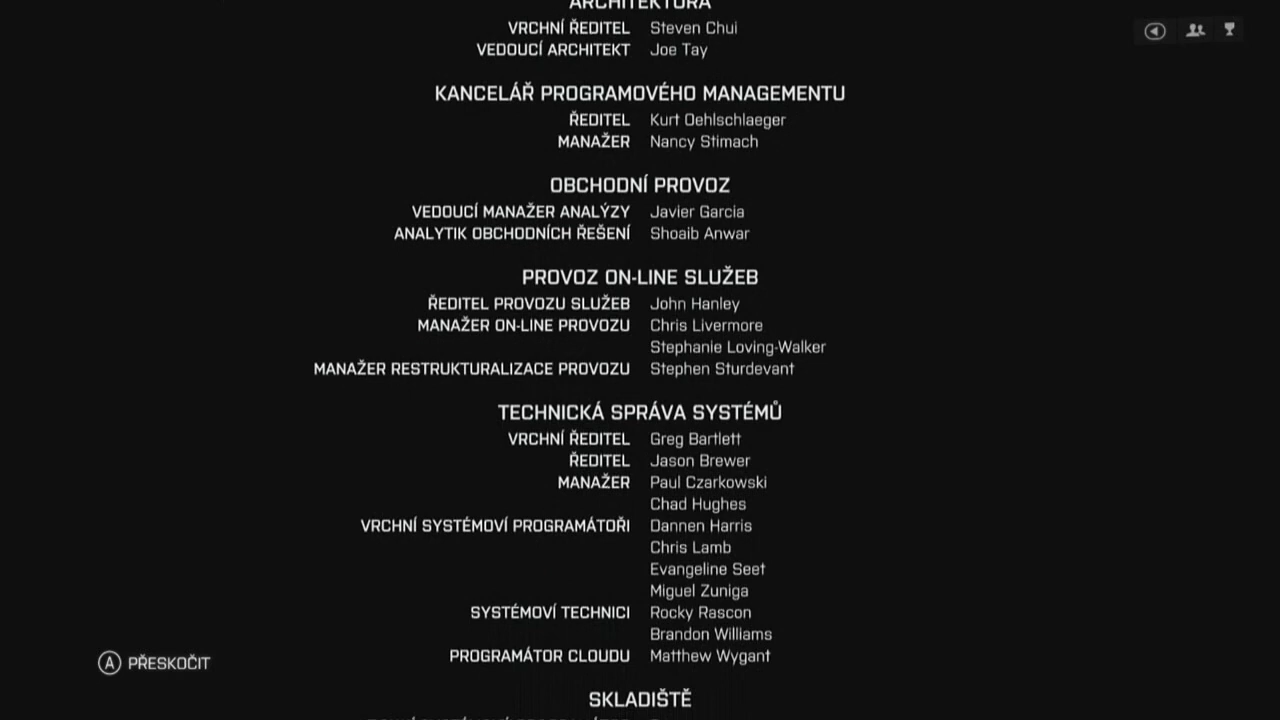 ARCHITEKTURA
VRCHNÍ ŘEDITEL Steven Chui
VEDOUCÍ ARCHITEKT Joe Tay
KANCELÁŘ PROGRAMOVÉHO MANAGEMENTU
ŘEDITEL Kurt Oehlschlaeger
MANAŽER Nancy Stimach
OBCHODNÍ PROVOZ
VEDOUCÍ MANAŽER ANALÝZY Javier Garcia
ANALYTIK OBCHODNÍCH ŘEŠENÍ Shoaib Anwar
PROVOZ ON-LINE SLUŽEB
ŘEDITEL PROVOZU SLUŽEB John Hanley
MANAŽER ON-LINE PROVOZU Chris Livermore
Stephanie Loving-Walker
MANAŽER RESTRUKTURALIZACE PROVOZU Stephen Sturdevant
TECHNICKÁ SPRÁVA SYSTÉMŮ
VRCHNÍ ŘEDITEL Greg Bartlett
ŘEDITEL Jason Brewer
MANAŽER Paul Czarkowski
Chad Hughes
VRCHNÍ SYSTÉMOVÍ PROGRAMÁTOŘI Dannen Harris
Chris Lamb
Evangeline Seet
Miguel Zuniga
SYSTÉMOVÍ TECHNICI Rocky Rascon
Brandon Williams
PROGRAMÁTOR CLOUDU Matthew Wygant
A PŘESKOČIT
SKLADIŠTĚ